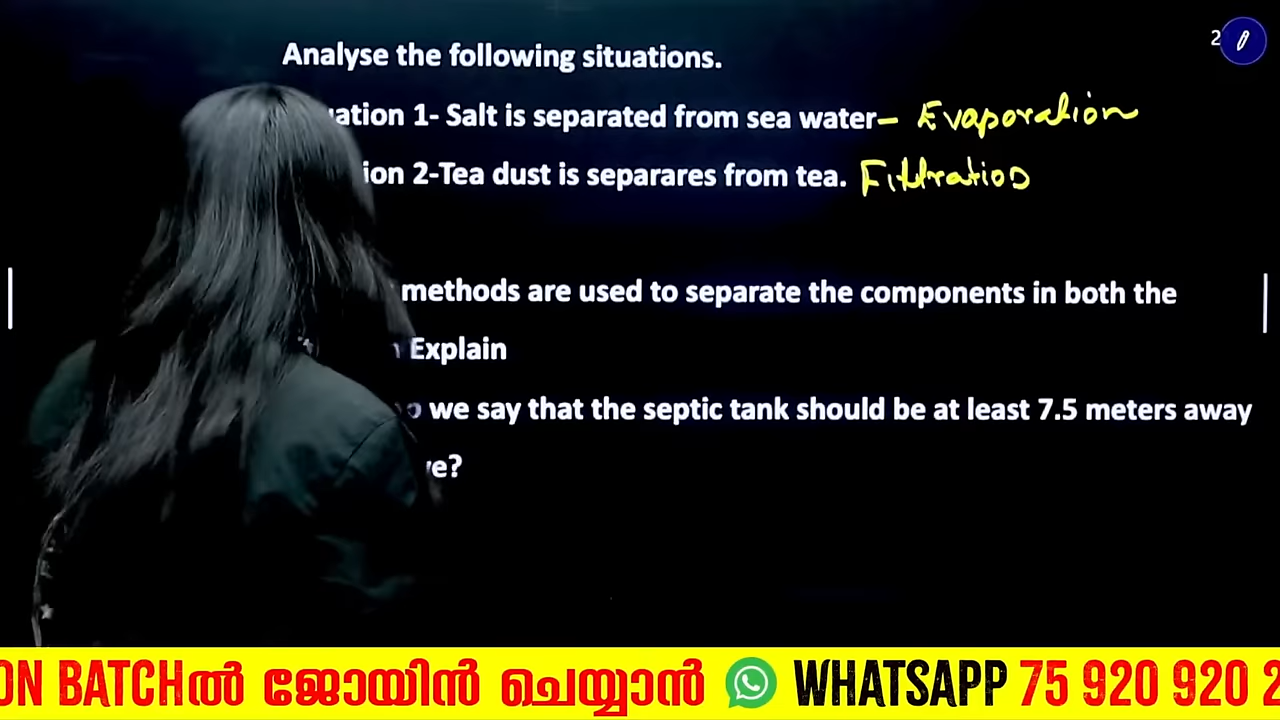 Analyse the following situations.
2
1- Salt is separated from sea water– Evaporation
2-Tea dust is separares from tea. Filtration
methods are used to separate the components in both the
Explain
we say that the septic tank should be at least 7.5 meters away
ON BATCHൽ ജോയിൻ ചെയ്യാൻ WHATSAPP 75 920 920 2